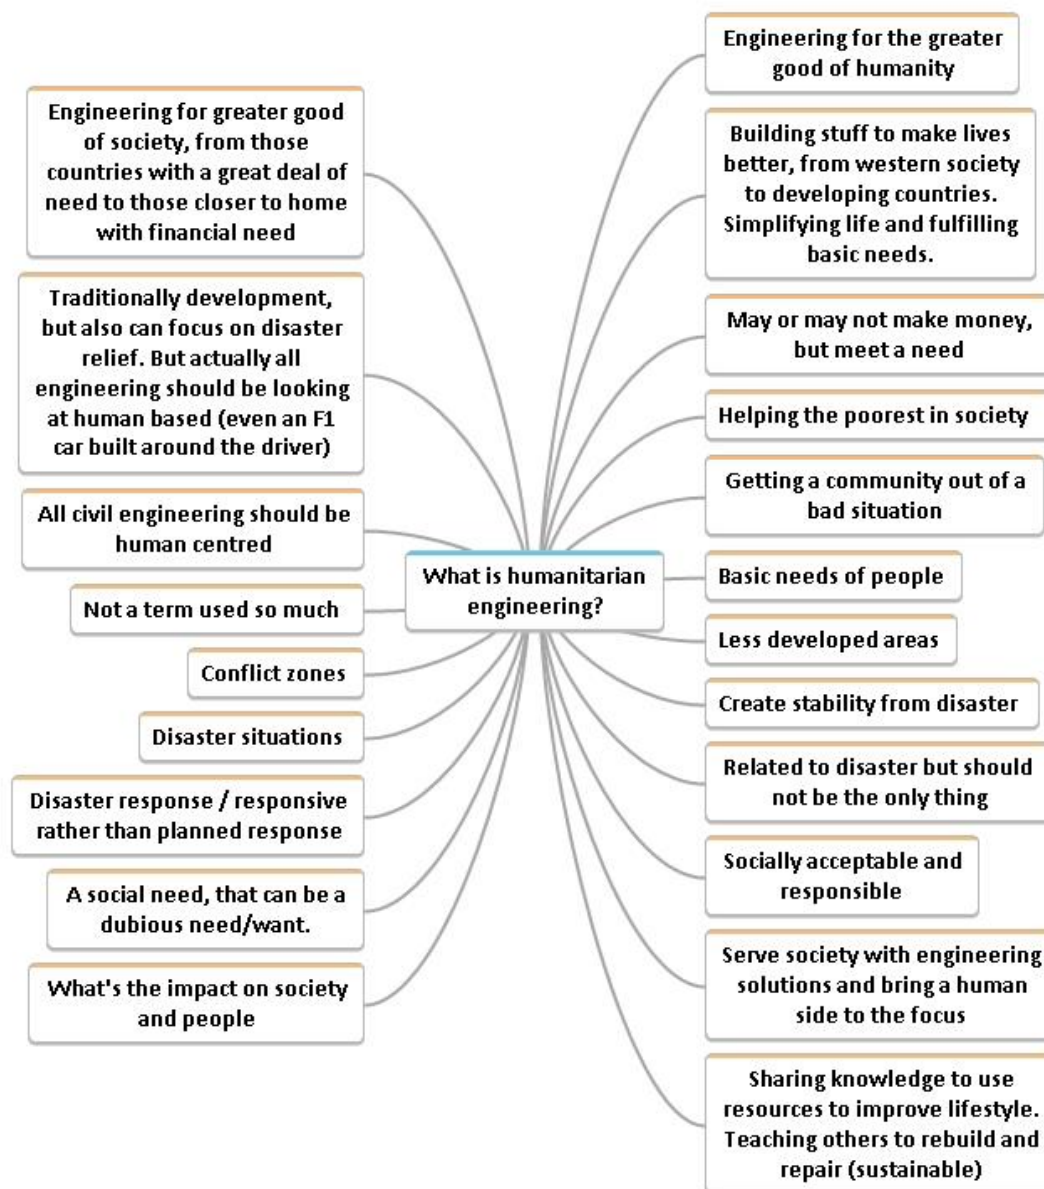 What is humanitarian
engineering?
Engineering for greater good
of society, from those
countries with a great deal of
need to those closer to home
with financial need
Traditionally development,
but also can focus on disaster
relief. But actually all
engineering should be looking
at human based (even an F1
car built around the driver)
All civil engineering should be
human centred
Not a term used so much
Conflict zones
Disaster situations
Disaster response / responsive
rather than planned response
A social need, that can be a
dubious need/want.
What's the impact on society
and people
Engineering for the greater
good of humanity
Building stuff to make lives
better, from western society
to developing countries.
Simplifying life and fulfilling
basic needs.
May or may not make money,
but meet a need
Helping the poorest in society
Getting a community out of a
bad situation
Basic needs of people
Less developed areas
Create stability from disaster
Related to disaster but should
not be the only thing
Socially acceptable and
responsible
Serve society with engineering
solutions and bring a human
side to the focus
Sharing knowledge to use
resources to improve lifestyle.
Teaching others to rebuild and
repair (sustainable)